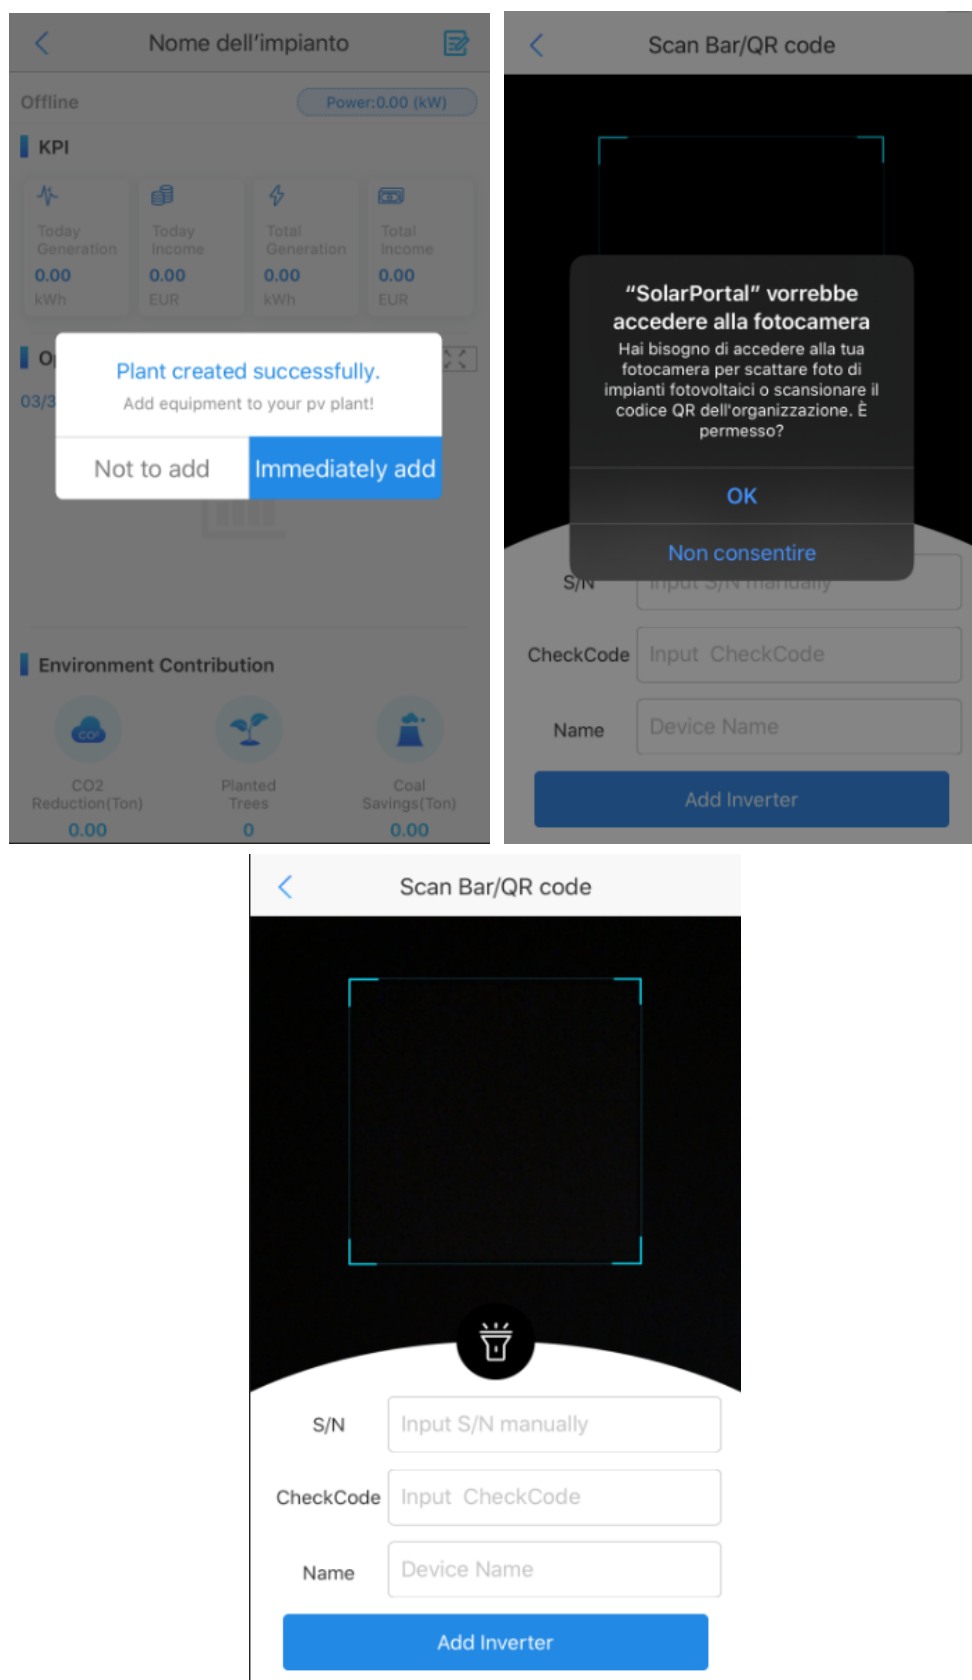 Nome dell'impianto
Offline
Power:0.00 (kW)
KPI
Today Generation
0.00
kWh
Today Income
0.00
EUR
Total Generation
0.00
kWh
Total Income
0.00
EUR
03/3
Plant created successfully.
Add equipment to your pv plant!
Not to add
Immediately add
Environment Contribution
CO2
CO2 Reduction(Ton)
0.00
Planted Trees
0
Coal Savings(Ton)
0.00
Scan Bar/QR code
“SolarPortal” vorrebbe
accedere alla fotocamera
Hai bisogno di accedere alla tua
fotocamera per scattare foto di
impianti fotovoltaici o scansionare il
codice QR dell'organizzazione. È
permesso?
OK
Non consentire
S/N
Input S/N manually
CheckCode
Input CheckCode
Name
Device Name
Add Inverter
Scan Bar/QR code
S/N
Input S/N manually
CheckCode
Input CheckCode
Name
Device Name
Add Inverter